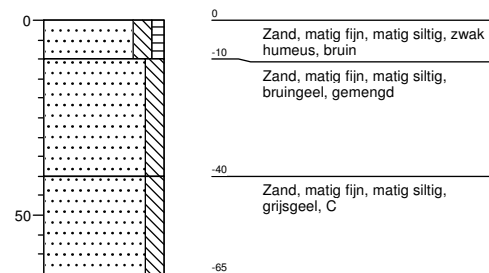 0
0
Zand, matig fijn, matig siltig, zwak
humeus, bruin
-10
Zand, matig fijn, matig siltig,
bruingeel, gemengd
-40
Zand, matig fijn, matig siltig,
grijsgeel, C
50
-65